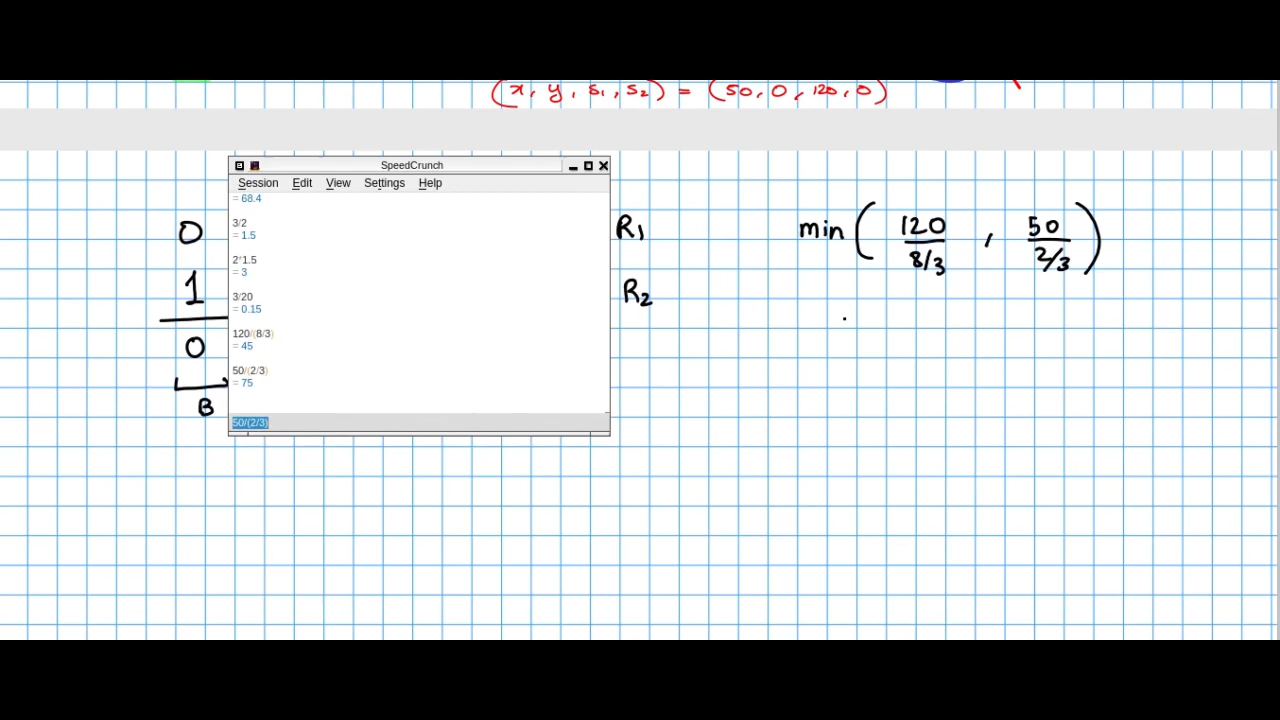 (x, y, s₁, s₂) = (50, 0, 120, 0)
SpeedCrunch
Session Edit View Settings Help
= 68.4
3/2
= 1.5
2*1.5
= 3
3/20
= 0.15
120/(8/3)
= 45
50/(2/3)
= 75
50/(2/3)
0
1
0
B
R₁
R₂
min ( 120 / 8/3 , 50 / 2/3 )